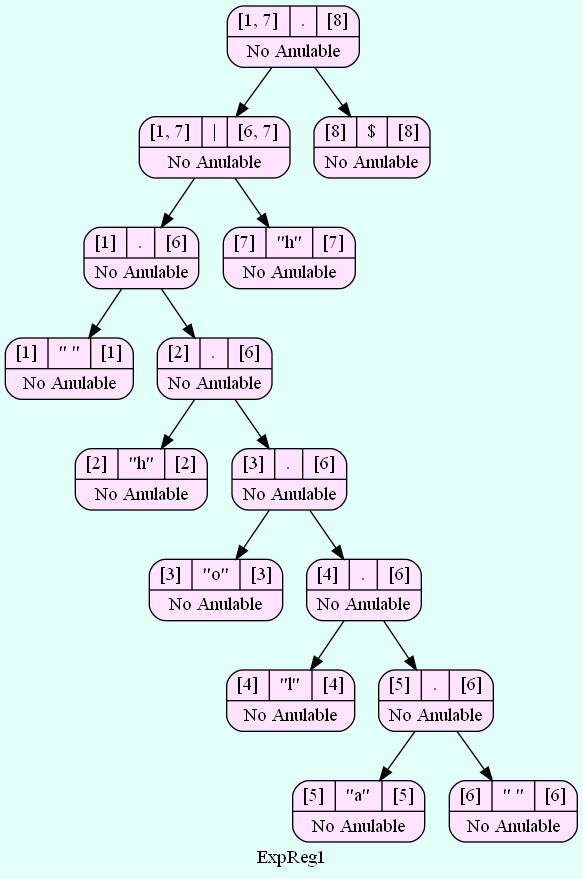 [1, 7] . [8]
No Anulable
[1, 7] | [6, 7]
No Anulable
[8] $ [8]
No Anulable
[1] . [6]
No Anulable
[7] "h" [7]
No Anulable
[1] " " [1]
No Anulable
[2] . [6]
No Anulable
[2] "h" [2]
No Anulable
[3] . [6]
No Anulable
[3] "o" [3]
No Anulable
[4] . [6]
No Anulable
[4] "l" [4]
No Anulable
[5] . [6]
No Anulable
[5] "a" [5]
No Anulable
[6] " " [6]
No Anulable
ExpReg1